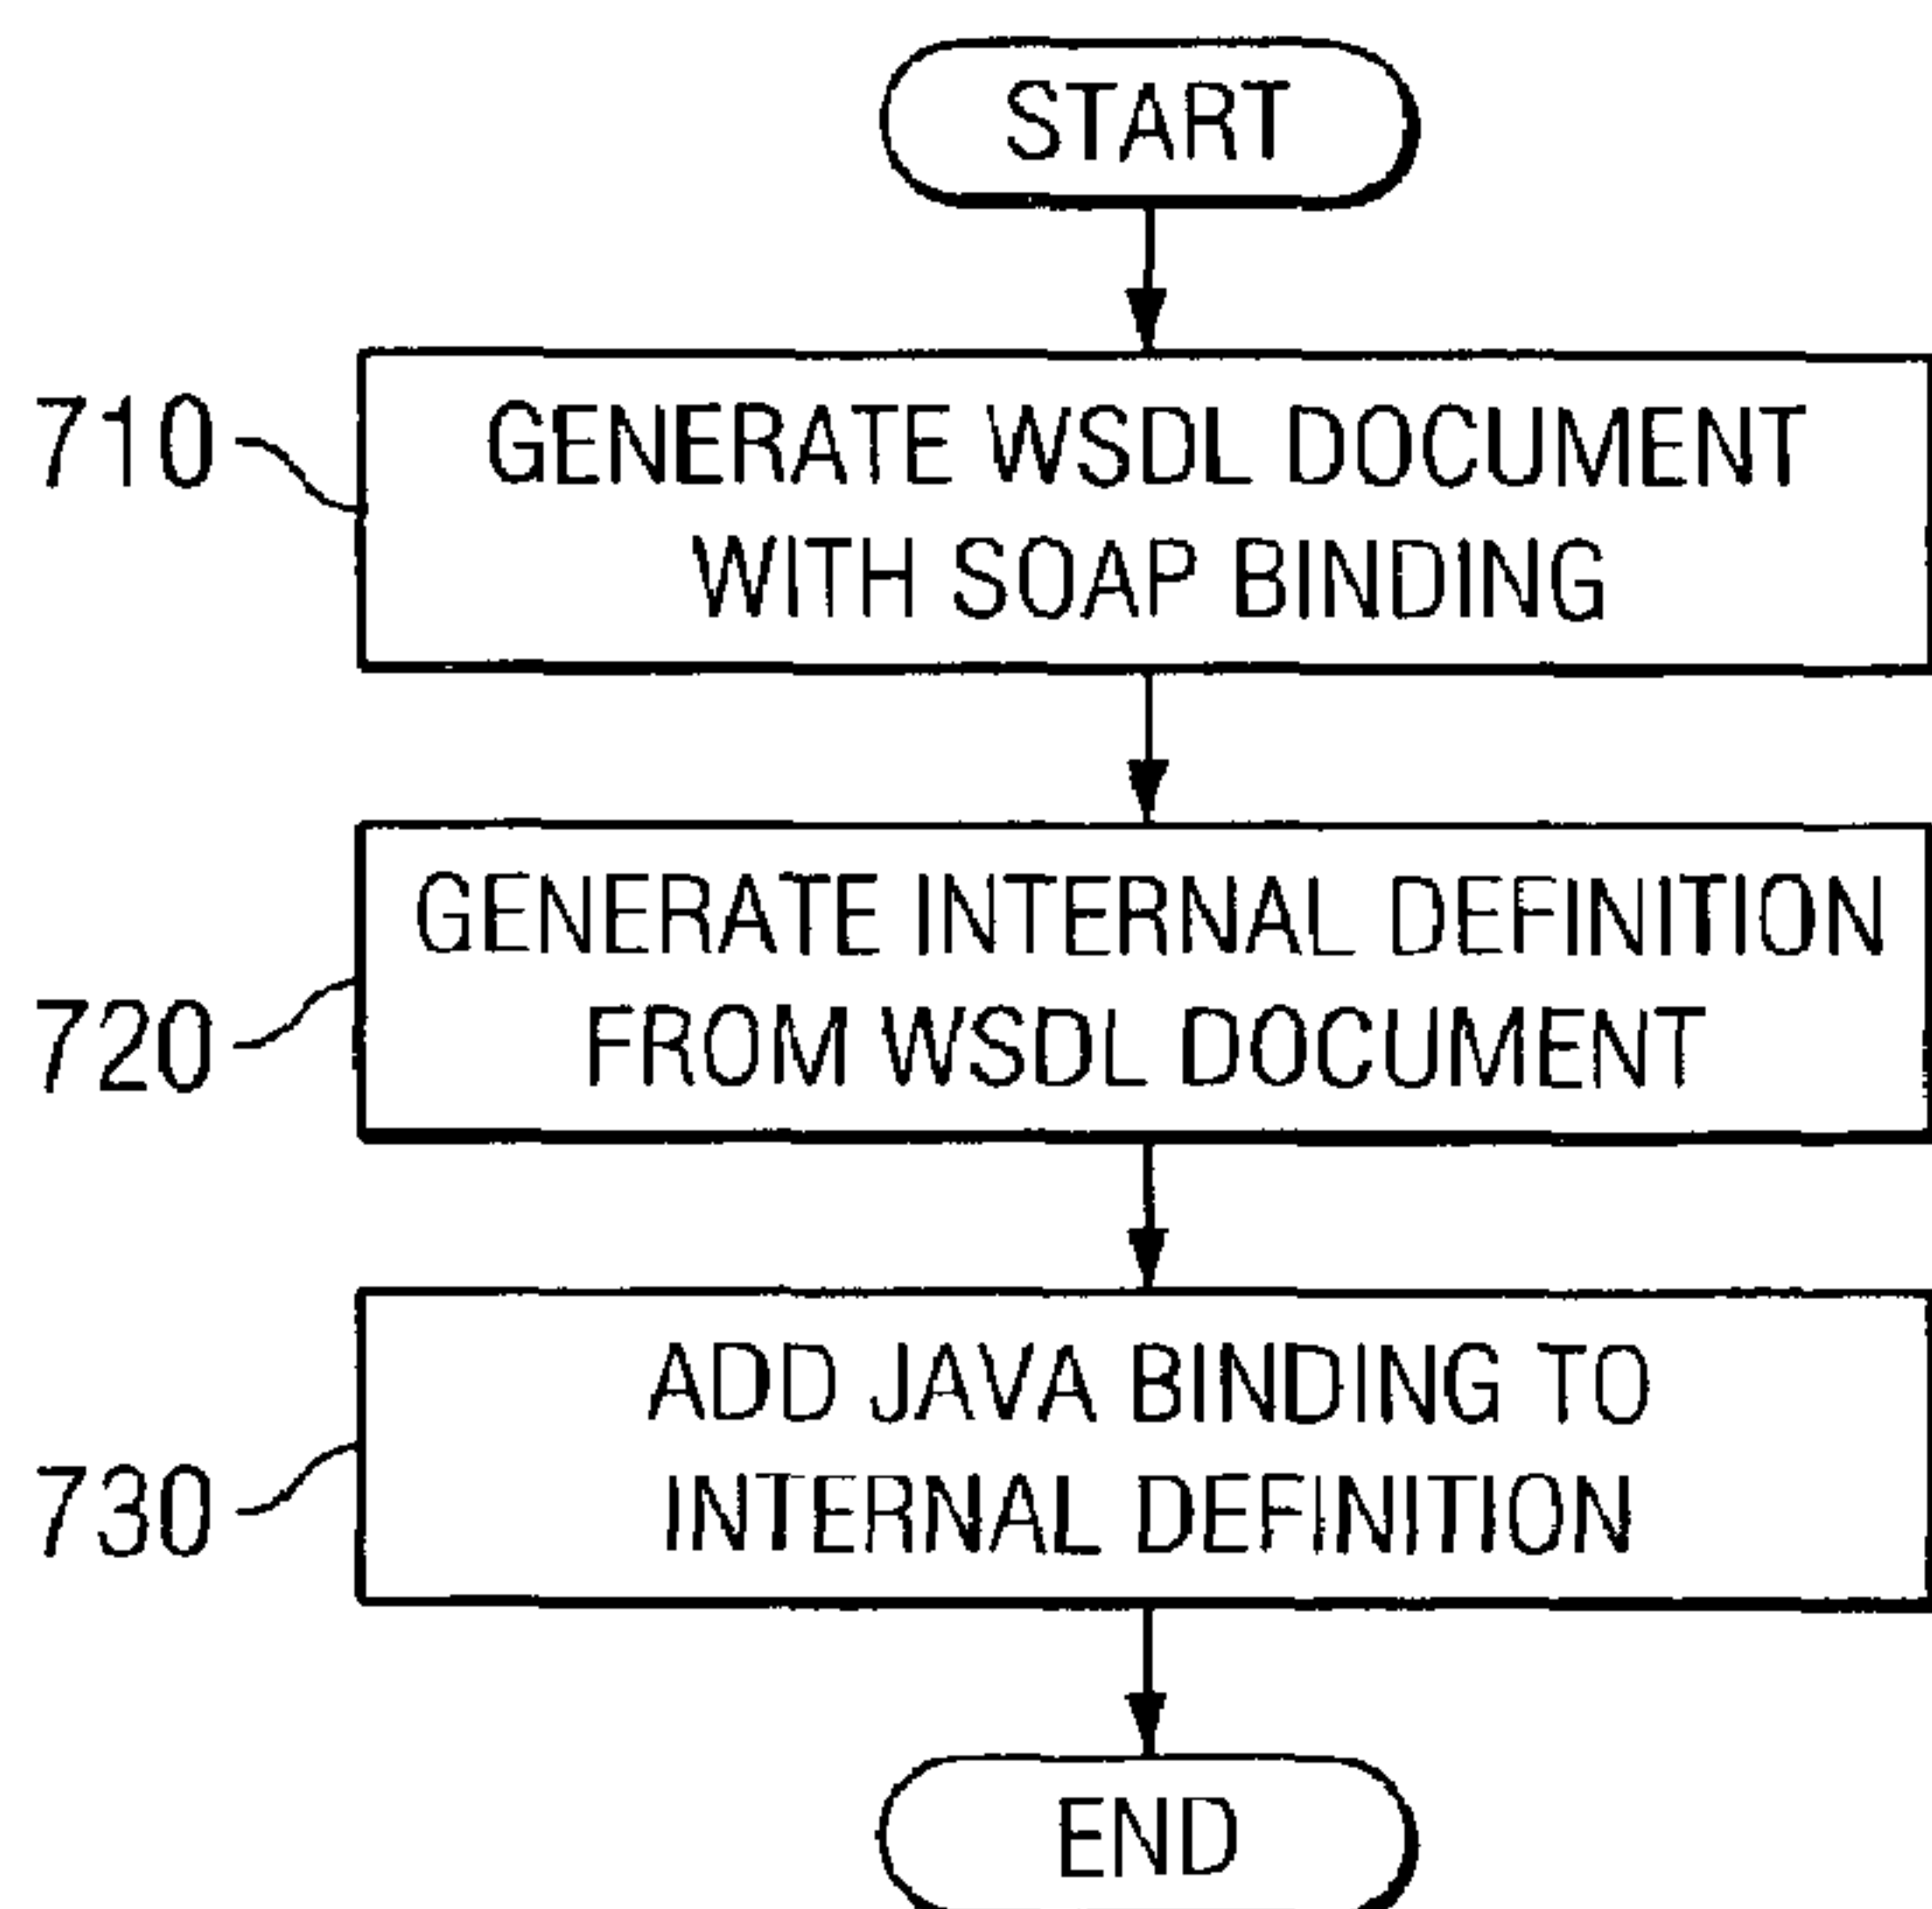 START
710
GENERATE WSDL DOCUMENT
WITH SOAP BINDING
720
GENERATE INTERNAL DEFINITION
FROM WSDL DOCUMENT
730
ADD JAVA BINDING TO
INTERNAL DEFINITION
END